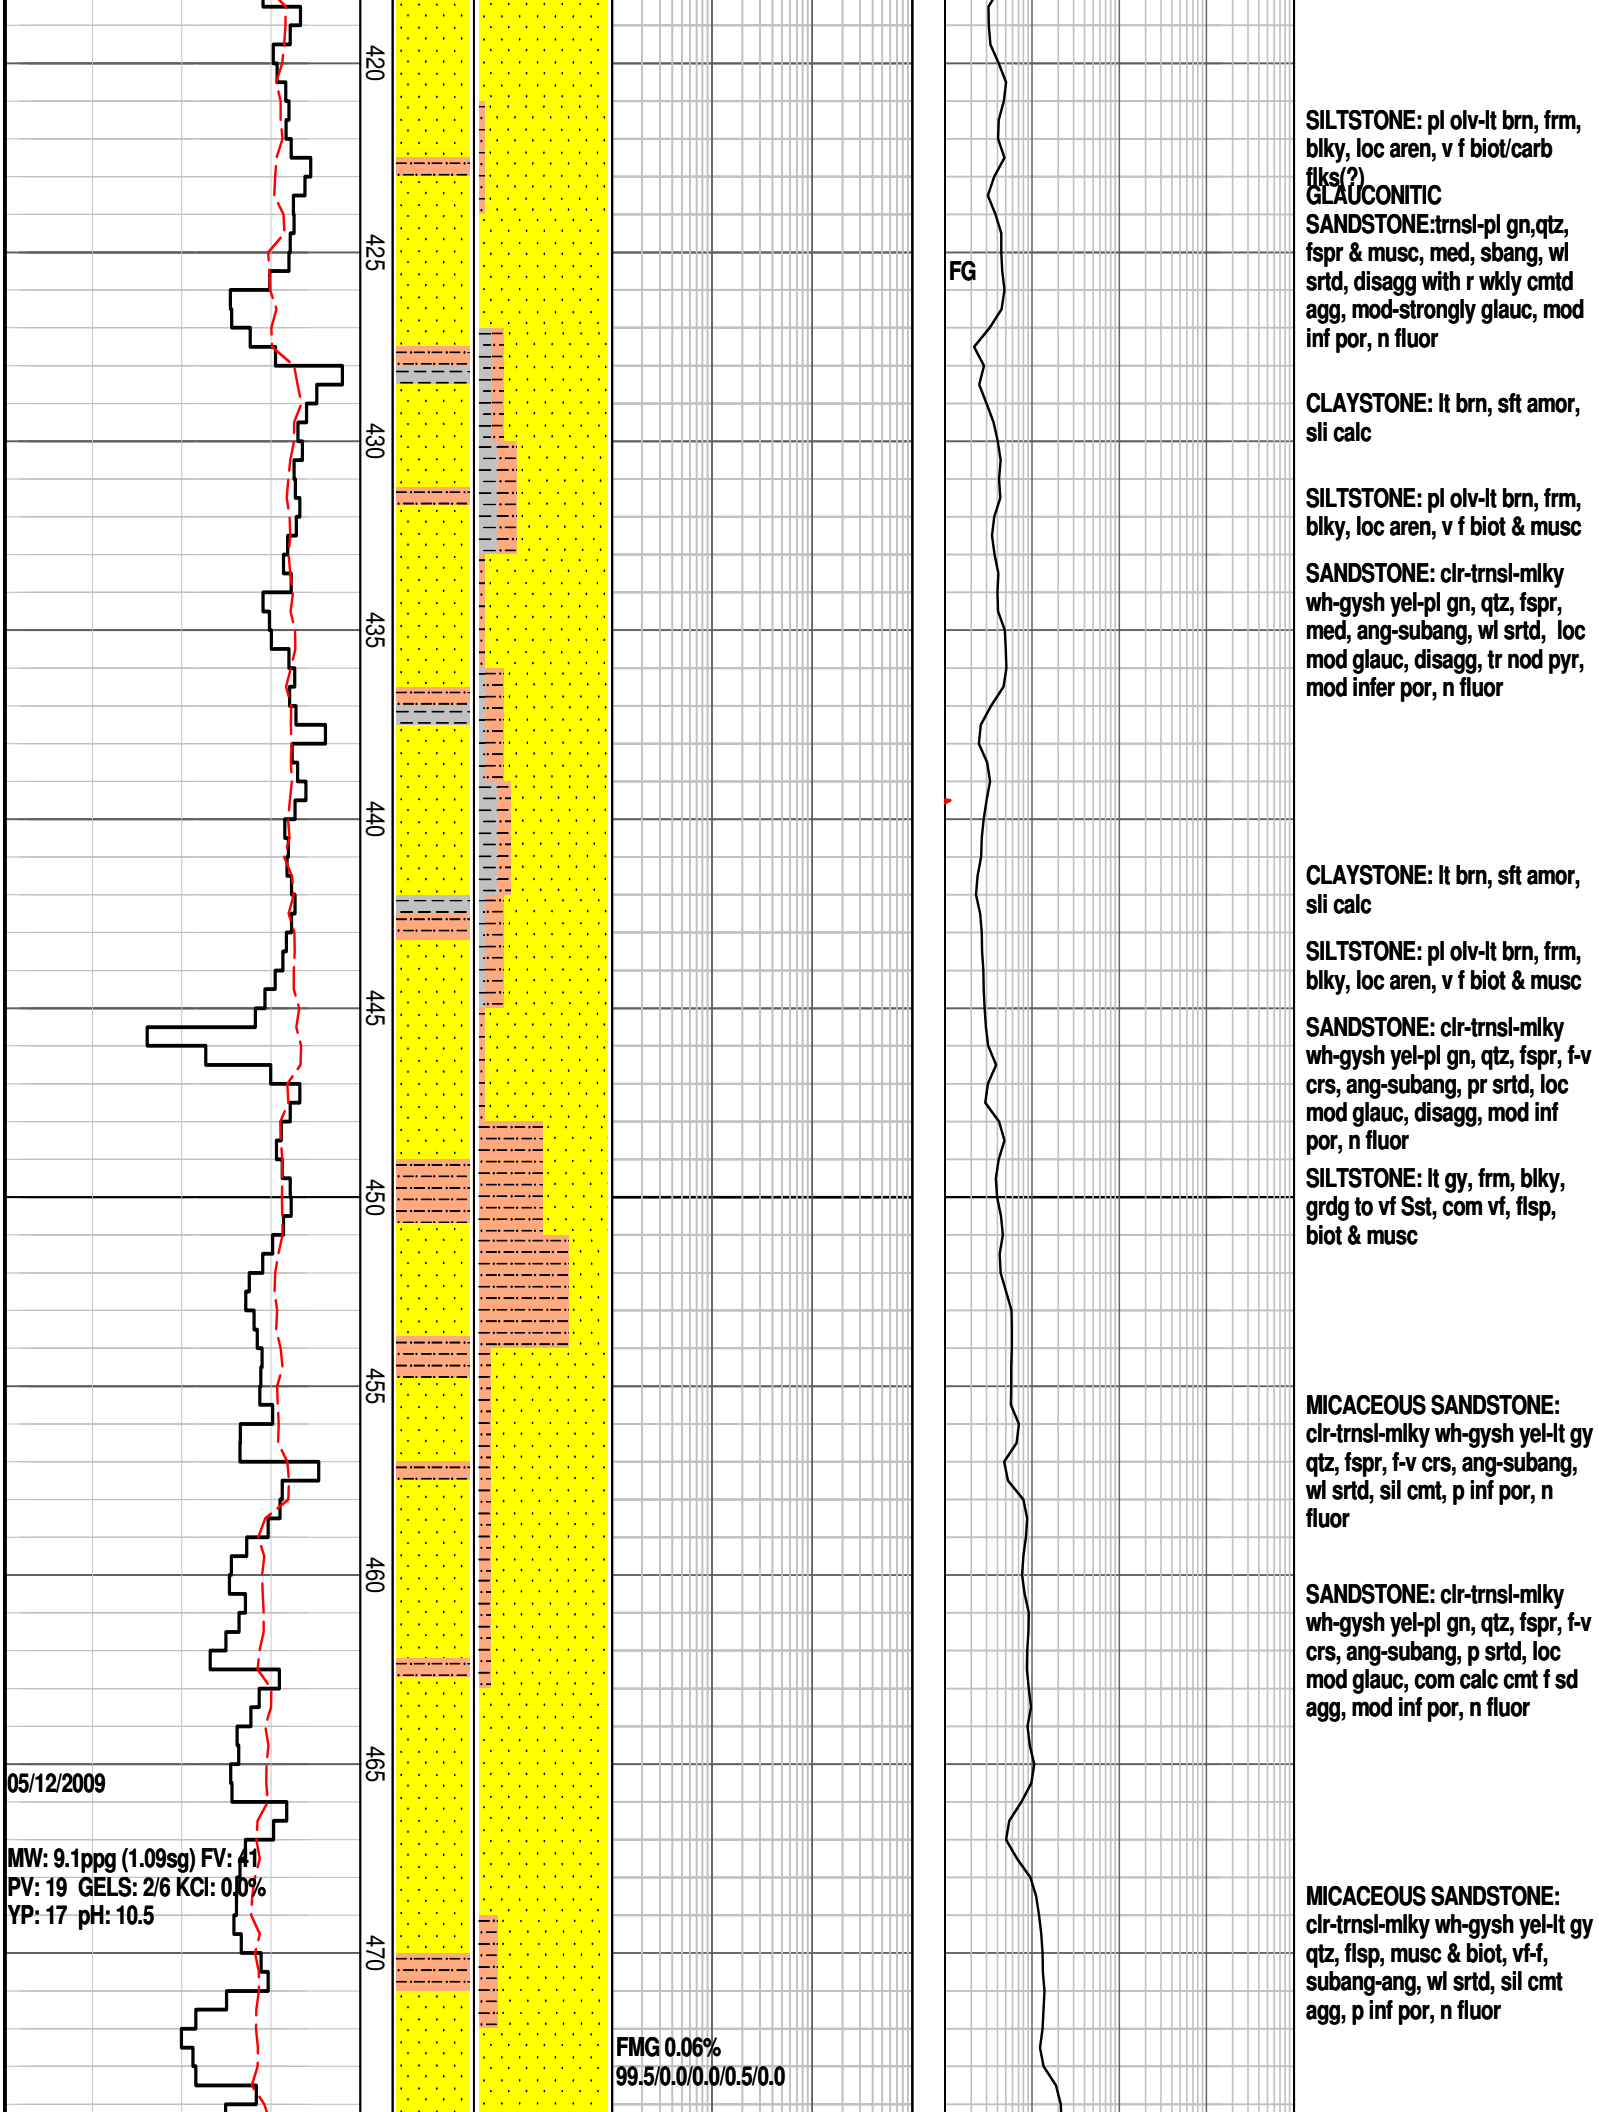 420
425
430
435
440
445
450
455
460
465
470
05/12/2009
MW: 9.1ppg (1.09sg) FV: 41
PV: 19 GELS: 2/6 KCl: 0.0%
YP: 17 pH: 10.5
FMG 0.06%
99.5/0.0/0.0/0.5/0.0
FG
SILTSTONE: pl olv-lt brn, frm,
blky, loc aren, v f biot/carb
flks(?)
GLAUCONITIC
SANDSTONE:trnsl-pl gn,qtz,
fspr & musc, med, sbang, wl
srtd, disagg with r wkly cmtd
agg, mod-strongly glauc, mod
inf por, n fluor
CLAYSTONE: lt brn, sft amor,
sli calc
SILTSTONE: pl olv-lt brn, frm,
blky, loc aren, v f biot & musc
SANDSTONE: clr-trnsl-mlky
wh-gysh yel-pl gn, qtz, fspr,
med, ang-subang, wl srtd, loc
mod glauc, disagg, tr nod pyr,
mod infer por, n fluor
CLAYSTONE: lt brn, sft amor,
sli calc
SILTSTONE: pl olv-lt brn, frm,
blky, loc aren, v f biot & musc
SANDSTONE: clr-trnsl-mlky
wh-gysh yel-pl gn, qtz, fspr, f-v
crs, ang-subang, pr srtd, loc
mod glauc, disagg, mod inf
por, n fluor
SILTSTONE: lt gy, frm, blky,
grdg to vf Sst, com vf, flsp,
biot & musc
MICACEOUS SANDSTONE:
clr-trnsl-mlky wh-gysh yel-lt gy
qtz, fspr, f-v crs, ang-subang,
wl srtd, sil cmt, p inf por, n
fluor
SANDSTONE: clr-trnsl-mlky
wh-gysh yel-pl gn, qtz, fspr, f-v
crs, ang-subang, p srtd, loc
mod glauc, com calc cmt f sd
agg, mod inf por, n fluor
MICACEOUS SANDSTONE:
clr-trnsl-mlky wh-gysh yel-lt gy
qtz, flsp, musc & biot, vf-f,
subang-ang, wl srtd, sil cmt
agg, p inf por, n fluor